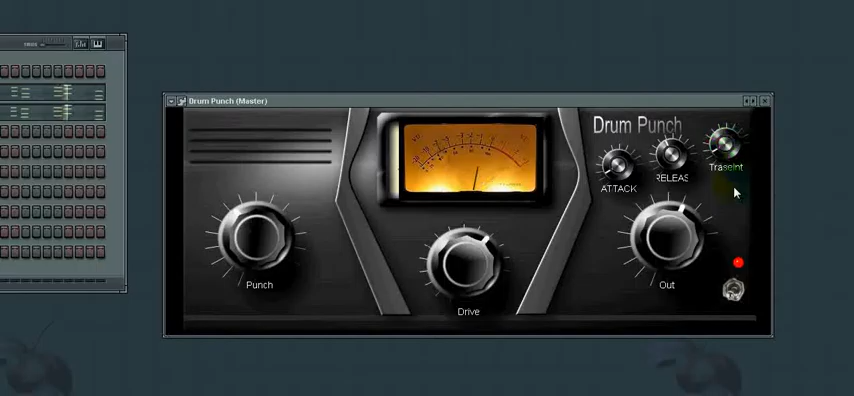 Drum Punch (Master)
Drum Punch
ATTACK
RELEAS
Traseint
Punch
Drive
Out